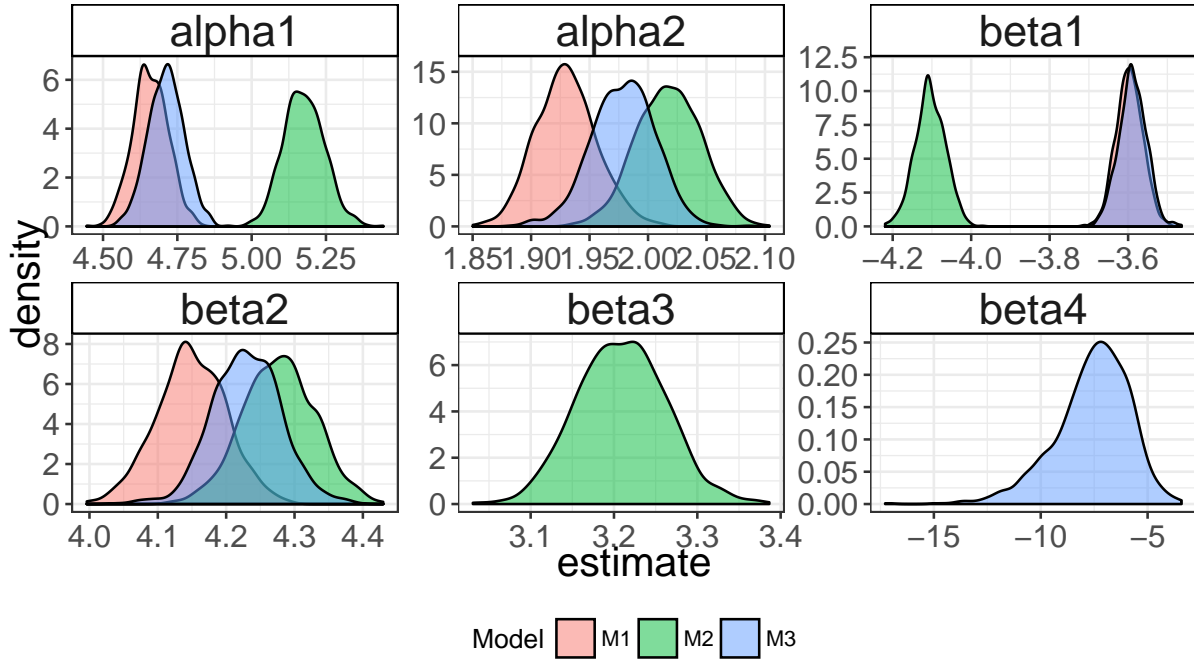 alpha1 alpha2 beta1
6
4
2
0
4.50 4.75 5.00 5.25
15
10
5
0
1.85 1.90 1.95 2.00 2.05 2.10
12.5
10.0
7.5
5.0
2.5
0.0
−4.2 −4.0 −3.8 −3.6
density
beta2 beta3 beta4
8
6
4
2
0
4.0 4.1 4.2 4.3 4.4
6
4
2
0
3.1 3.2 3.3 3.4
0.25
0.20
0.15
0.10
0.05
0.00
−15 −10 −5
estimate
Model M1 M2 M3